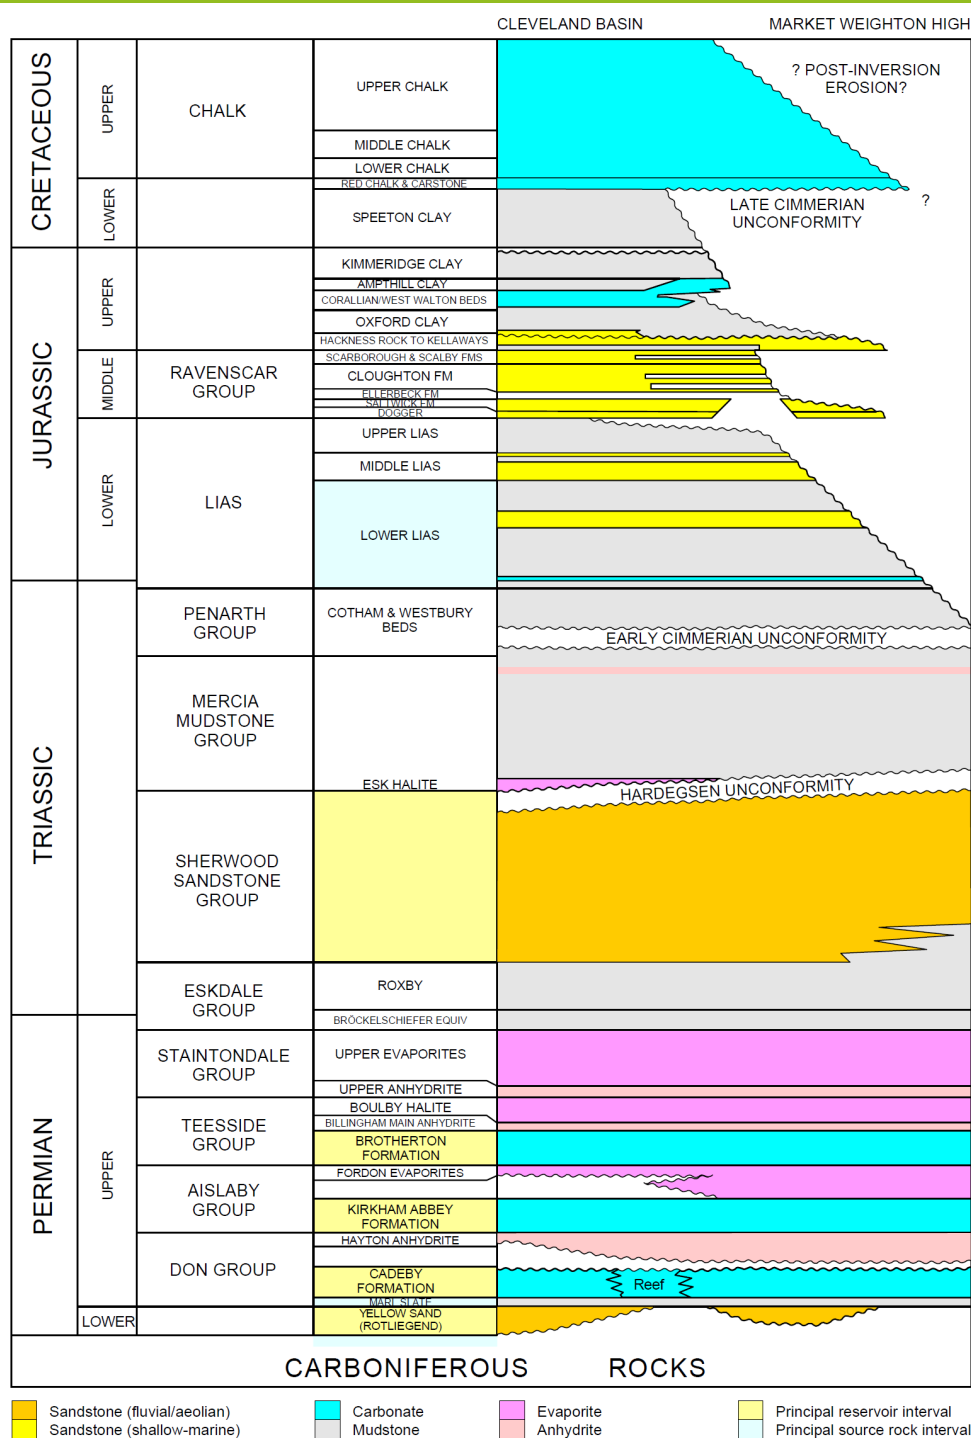 CLEVELAND BASIN
MARKET WEIGHTON HIGH
CRETACEOUS
UPPER
CHALK
UPPER CHALK
? POST-INVERSION
EROSION?
MIDDLE CHALK
LOWER CHALK
LOWER
RED CHALK & CARSTONE
SPEETON CLAY
LATE CIMMERIAN
UNCONFORMITY
?
JURASSIC
UPPER
KIMMERIDGE CLAY
AMPTHILL CLAY
CORALLIAN/WEST WALTON BEDS
OXFORD CLAY
HACKNESS ROCK TO KELLAWAYS
MIDDLE
RAVENSCAR
GROUP
SCARBOROUGH & SCALBY FMS
CLOUGHTON FM
ELLERBECK FM
SALTWICK FM
DOGGER
LOWER
LIAS
UPPER LIAS
MIDDLE LIAS
LOWER LIAS
TRIASSIC
PENARTH
GROUP
COTHAM & WESTBURY
BEDS
EARLY CIMMERIAN UNCONFORMITY
MERCIA
MUDSTONE
GROUP
ESK HALITE
HARDEGSEN UNCONFORMITY
SHERWOOD
SANDSTONE
GROUP
ESKDALE
GROUP
ROXBY
BRÖCKELSCHIEFER EQUIV
PERMIAN
UPPER
STAINTONDALE
GROUP
UPPER EVAPORITES
UPPER ANHYDRITE
TEESSIDE
GROUP
BOULBY HALITE
BILLINGHAM MAIN ANHYDRITE
BROTHERTON
FORMATION
AISLABY
GROUP
FORDON EVAPORITES
KIRKHAM ABBEY
FORMATION
DON GROUP
HAYTON ANHYDRITE
CADEBY
FORMATION
Reef
MARL SLATE
LOWER
YELLOW SAND
(ROTLIEGEND)
CARBONIFEROUS ROCKS
Sandstone (fluvial/aeolian)
Sandstone (shallow-marine)
Carbonate
Mudstone
Evaporite
Anhydrite
Principal reservoir interval
Principal source rock interval